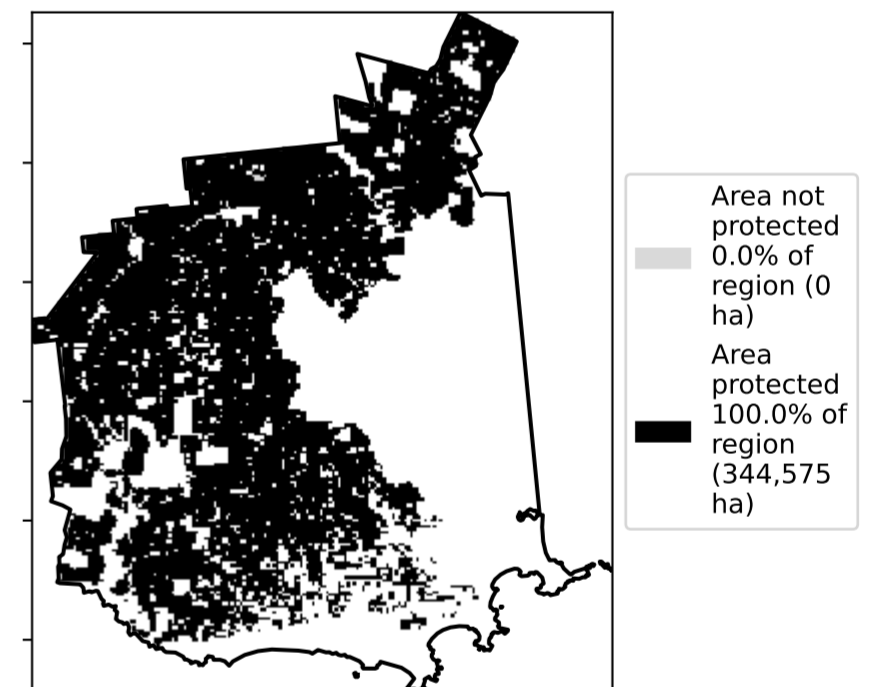 Area not
protected
0.0% of
region (0
ha)
Area
protected
100.0% of
region
(344,575
ha)